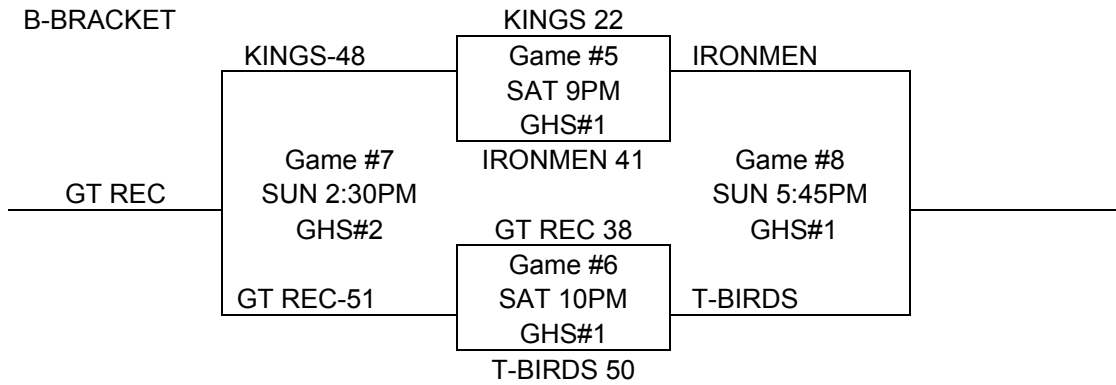 B-BRACKET
KINGS 22
KINGS-48
Game #5
IRONMEN
SAT 9PM
GHS#1
Game #7
IRONMEN 41
Game #8
GT REC
SUN 2:30PM
SUN 5:45PM
GHS#2
GT REC 38
GHS#1
Game #6
GT REC-51
SAT 10PM
T-BIRDS
GHS#1
T-BIRDS 50